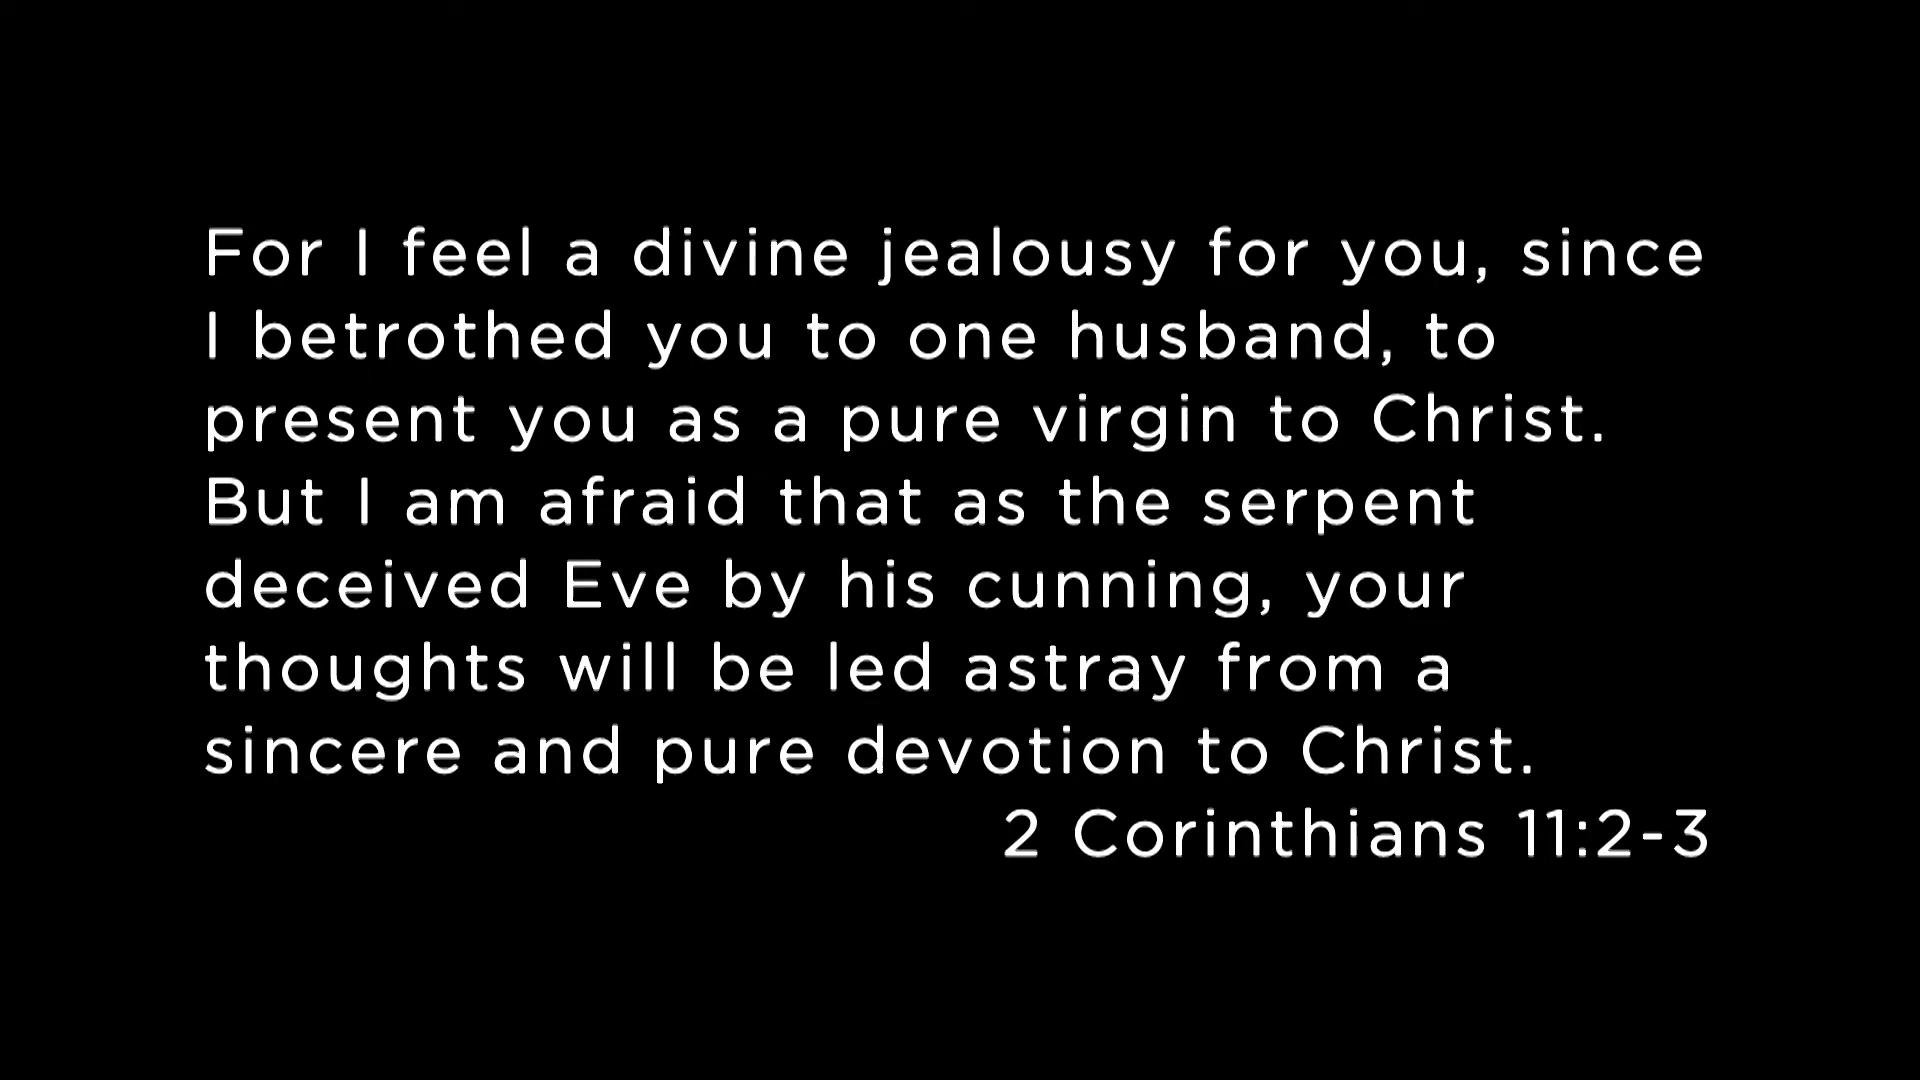 For I feel a divine jealousy for you, since
I betrothed you to one husband, to
present you as a pure virgin to Christ.
But I am afraid that as the serpent
deceived Eve by his cunning, your
thoughts will be led astray from a
sincere and pure devotion to Christ.
2 Corinthians 11:2-3